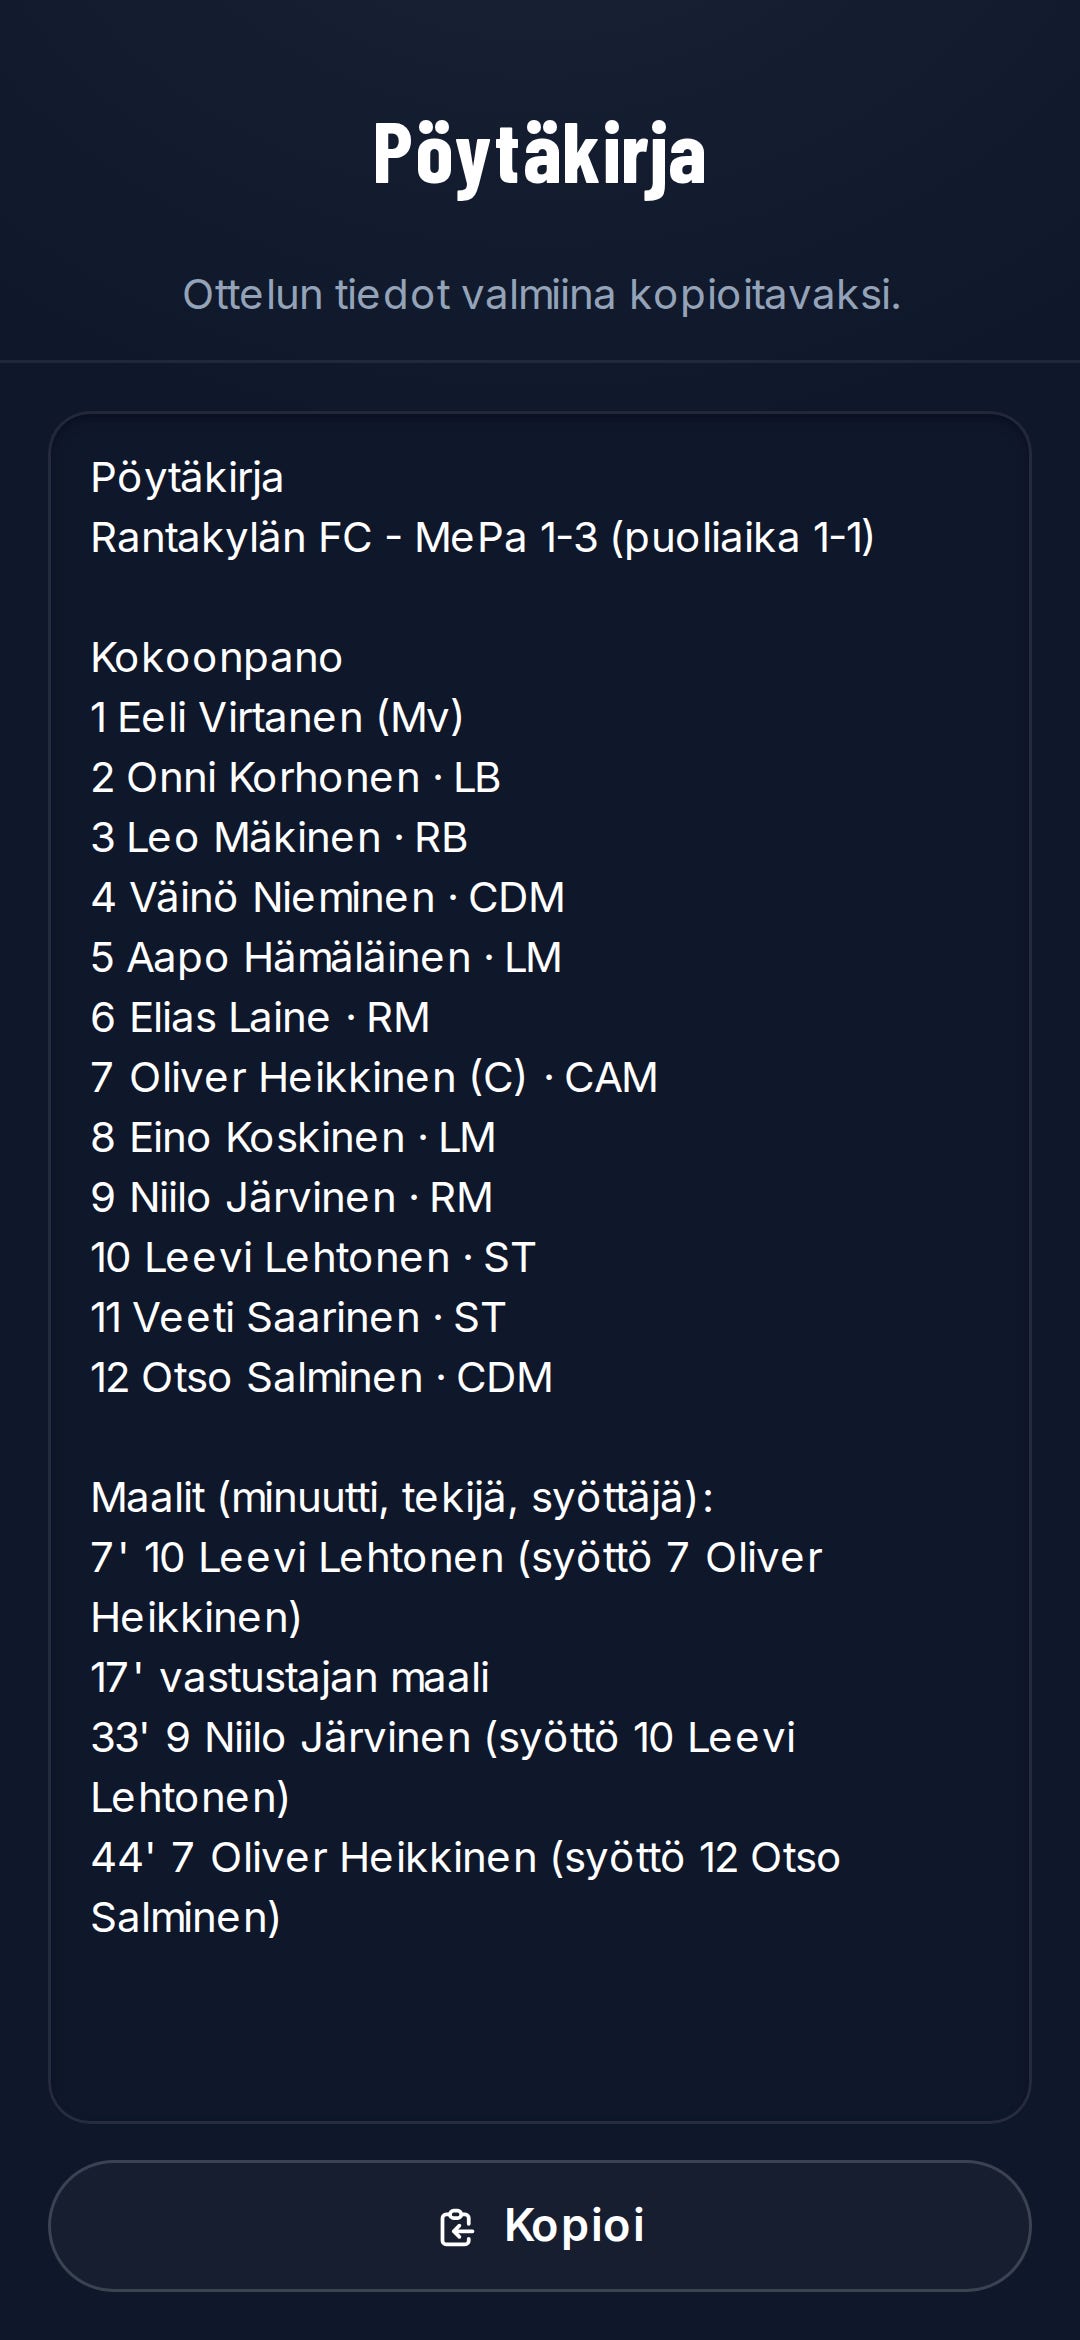 Pöytäkirja
Ottelun tiedot valmiina kopioitavaksi.
Pöytäkirja
Rantakylän FC - MePa 1-3 (puoliaika 1-1)
Kokoonpano
1 Eeli Virtanen (Mv)
2 Onni Korhonen · LB
3 Leo Mäkinen · RB
4 Väinö Nieminen · CDM
5 Aapo Hämäläinen · LM
6 Elias Laine · RM
7 Oliver Heikkinen (C) · CAM
8 Eino Koskinen · LM
9 Niilo Järvinen · RM
10 Leevi Lehtonen · ST
11 Veeti Saarinen · ST
12 Otso Salminen · CDM
Maalit (minuutti, tekijä, syöttäjä):
7' 10 Leevi Lehtonen (syöttö 7 Oliver
Heikkinen)
17' vastustajan maali
33' 9 Niilo Järvinen (syöttö 10 Leevi
Lehtonen)
44' 7 Oliver Heikkinen (syöttö 12 Otso
Salminen)
Kopioi